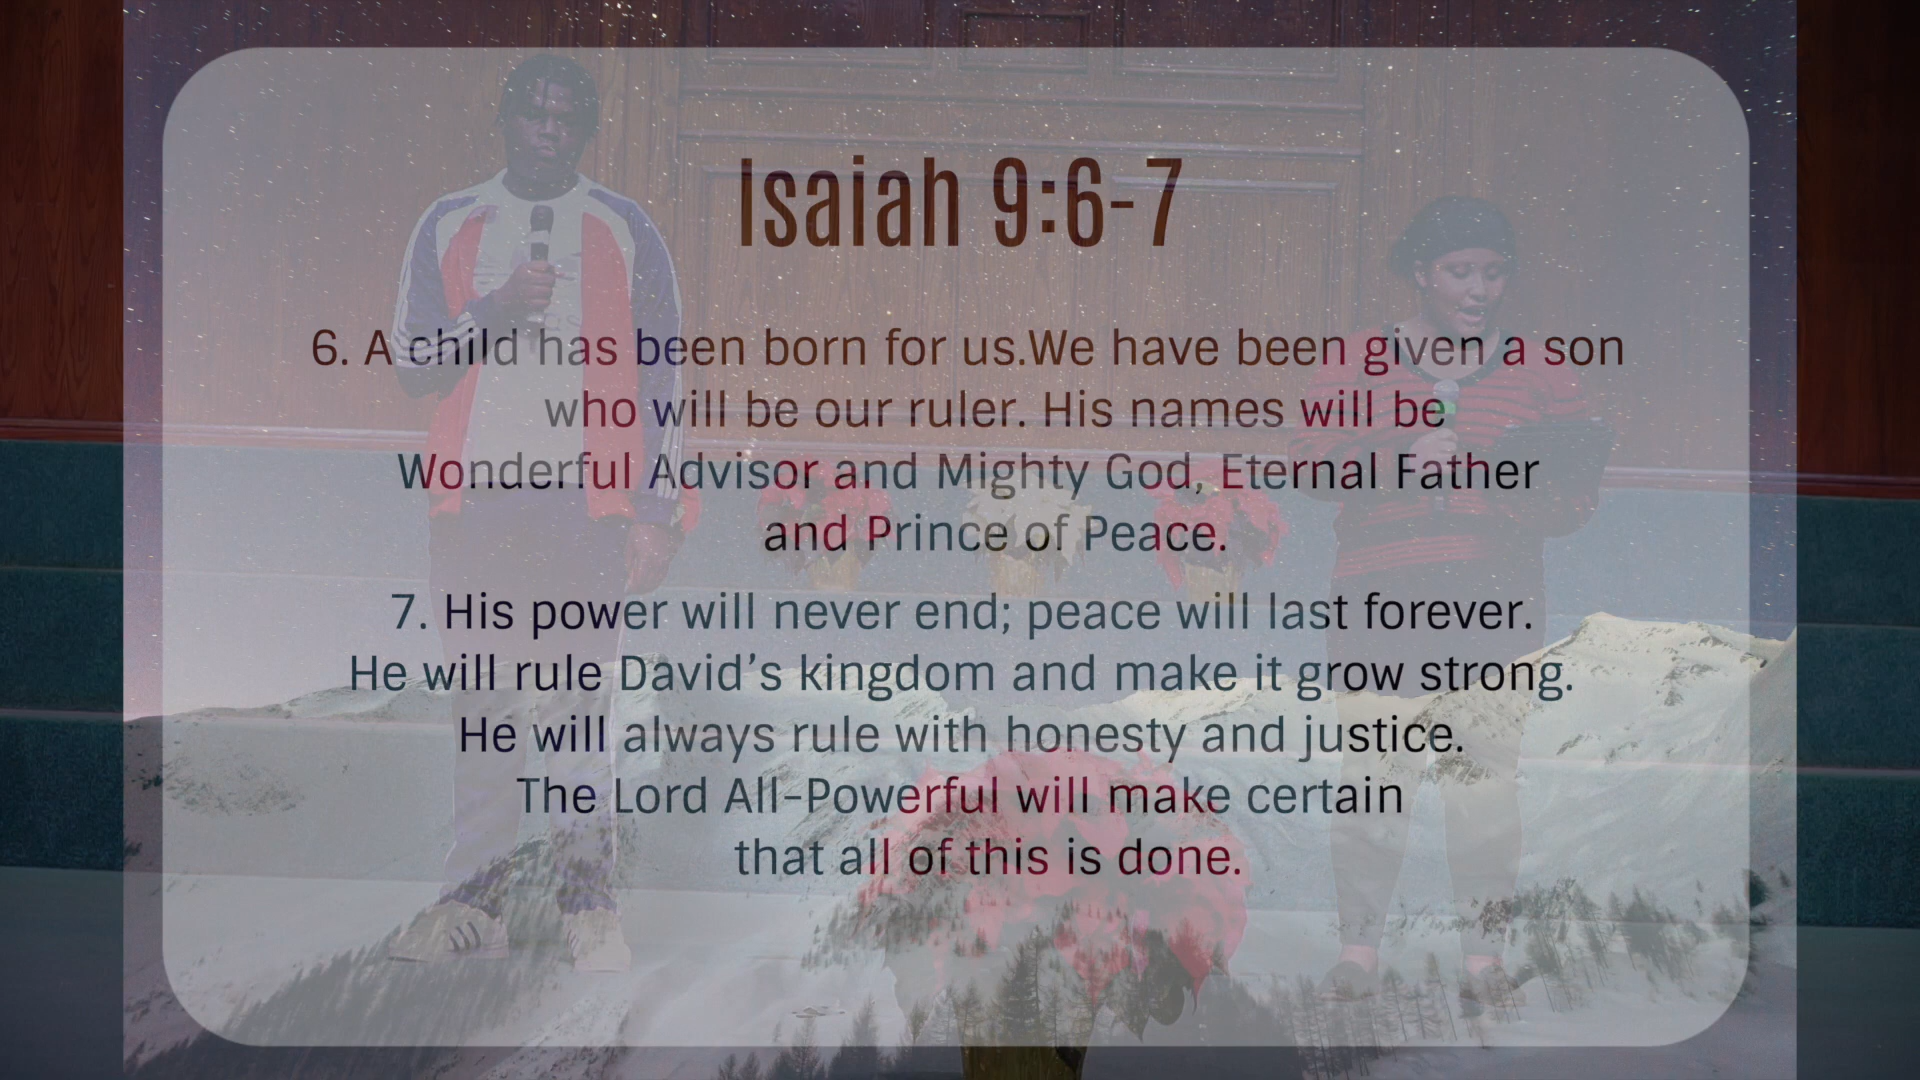 Isaiah 9:6-7
6. A child has been born for us.We have been given a son
who will be our ruler. His names will be
Wonderful Advisor and Mighty God, Eternal Father
and Prince of Peace.
7. His power will never end; peace will last forever.
He will rule David’s kingdom and make it grow strong.
He will always rule with honesty and justice.
The Lord All-Powerful will make certain
that all of this is done.